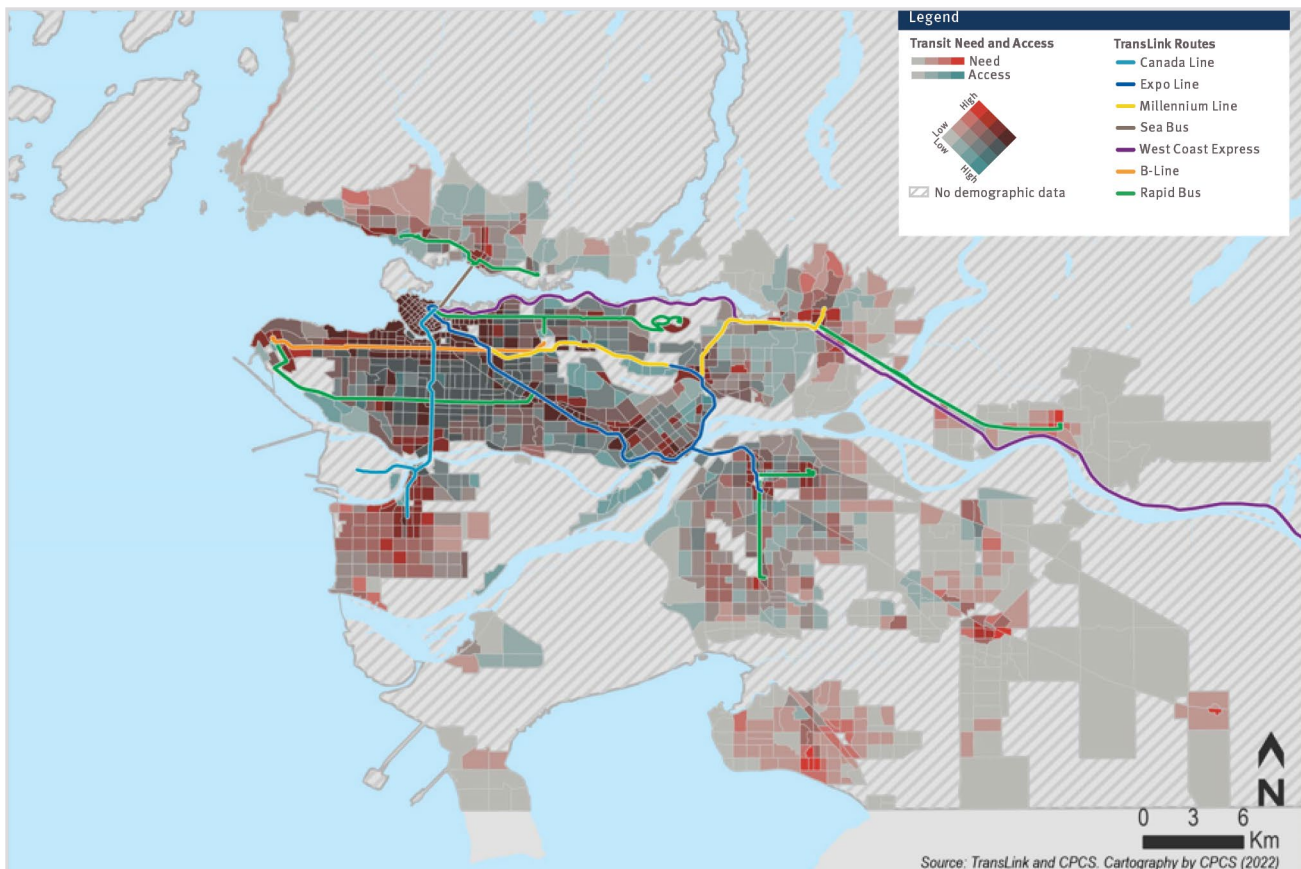 Legend
Transit Need and Access
Need
Access
High
Low
Low
High
No demographic data
TransLink Routes
Canada Line
Expo Line
Millennium Line
Sea Bus
West Coast Express
B-Line
Rapid Bus
N
0 3 6
Km
Source: TransLink and CPCS. Cartography by CPCS (2022)